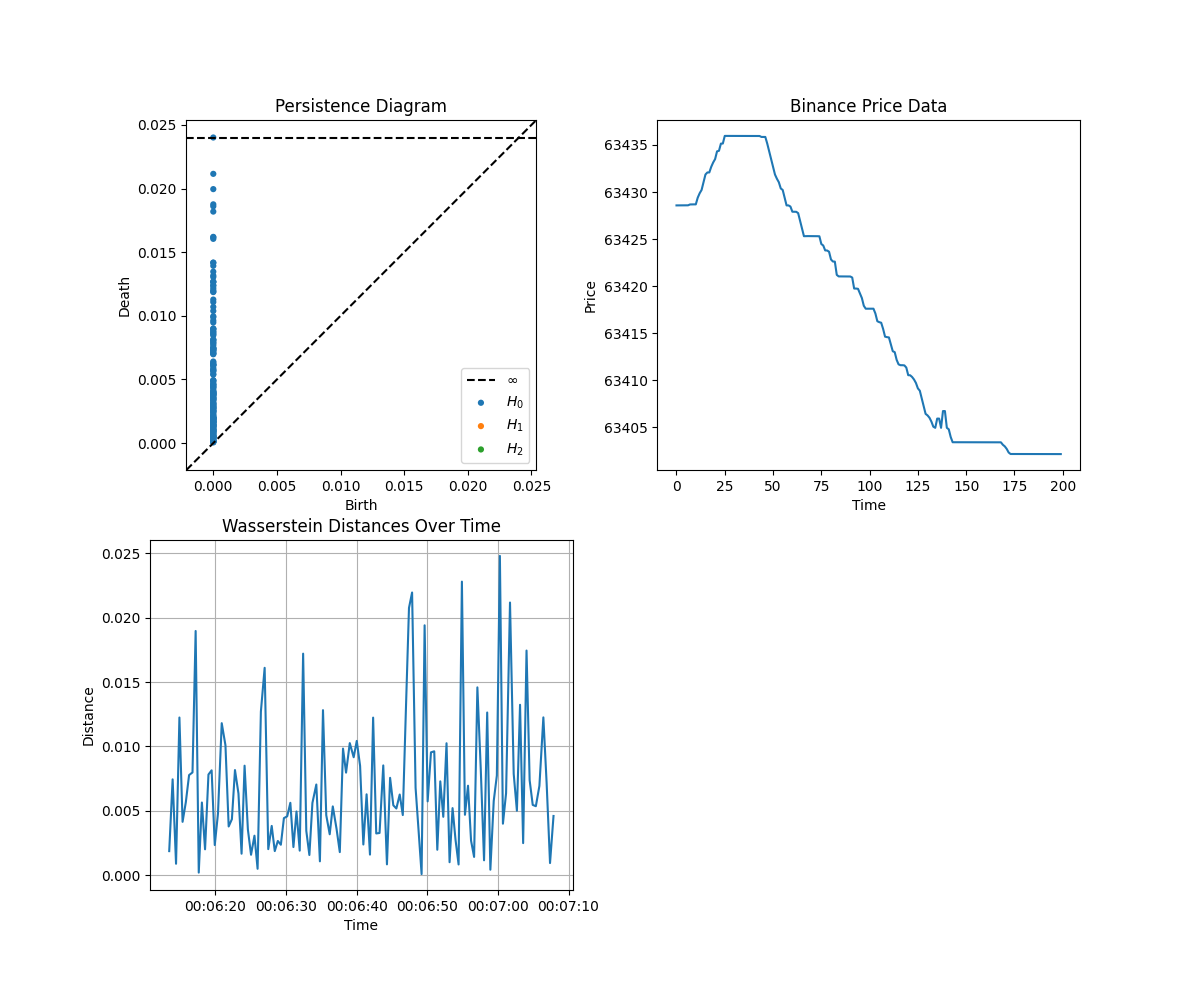 Persistence Diagram
0.025
0.020
0.015
0.010
0.005
0.000
Death
∞
H0
H1
H2
0.000 0.005 0.010 0.015 0.020 0.025
Birth
Binance Price Data
63435
63430
63425
63420
63415
63410
63405
Price
0 25 50 75 100 125 150 175 200
Time
Wasserstein Distances Over Time
0.025
0.020
0.015
0.010
0.005
0.000
Distance
00:06:20 00:06:30 00:06:40 00:06:50 00:07:00 00:07:10
Time